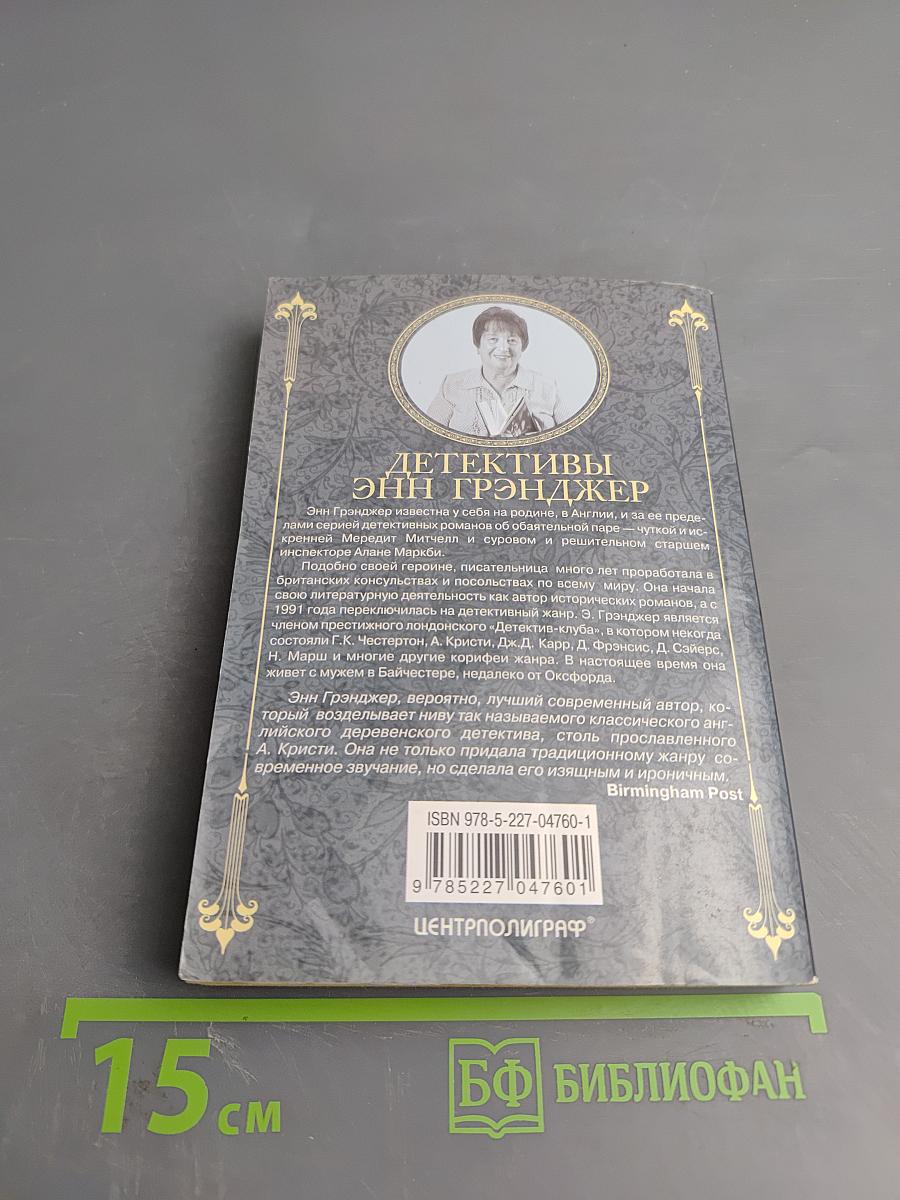 ДЕТЕКТИВЫ
ЭНН ГРЭНДЖЕР
Энн Грэнджер известна у себя на родине, в Англии, и за ее преде-
лами серией детективных романов об обаятельной паре — чуткой и ис-
кренней Мередит Митчелл и суровом и решительном старшем
инспекторе Алане Маркби.
Подобно своей героине, писательница много лет проработала в
британских консульствах и посольствах по всему миру. Она начала
свою литературную деятельность как автор исторических романов, а с
1991 года переключилась на детективный жанр. Э. Грэнджер является
членом престижного лондонского «Детектив-клуба», в котором некогда
состояли Г.К. Честертон, А. Кристи, Дж.Д. Карр, Д. Фрэнсис, Д. Сэйерс,
Н. Марш и многие другие корифеи жанра. В настоящее время она
живет с мужем в Байчестере, недалеко от Оксфорда.
Энн Грэнджер, вероятно, лучший современный автор, ко-
торый возделывает ниву так называемого классического анг-
лийского деревенского детектива, столь прославленного
А. Кристи. Она не только придала традиционному жанру со-
временное звучание, но сделала его изящным и ироничным.
Birmingham Post
ISBN 978-5-227-04760-1
9 785227 047601
ЦЕНТРПОЛИГРАФ®
15 см
БФ БИБЛИОФАН